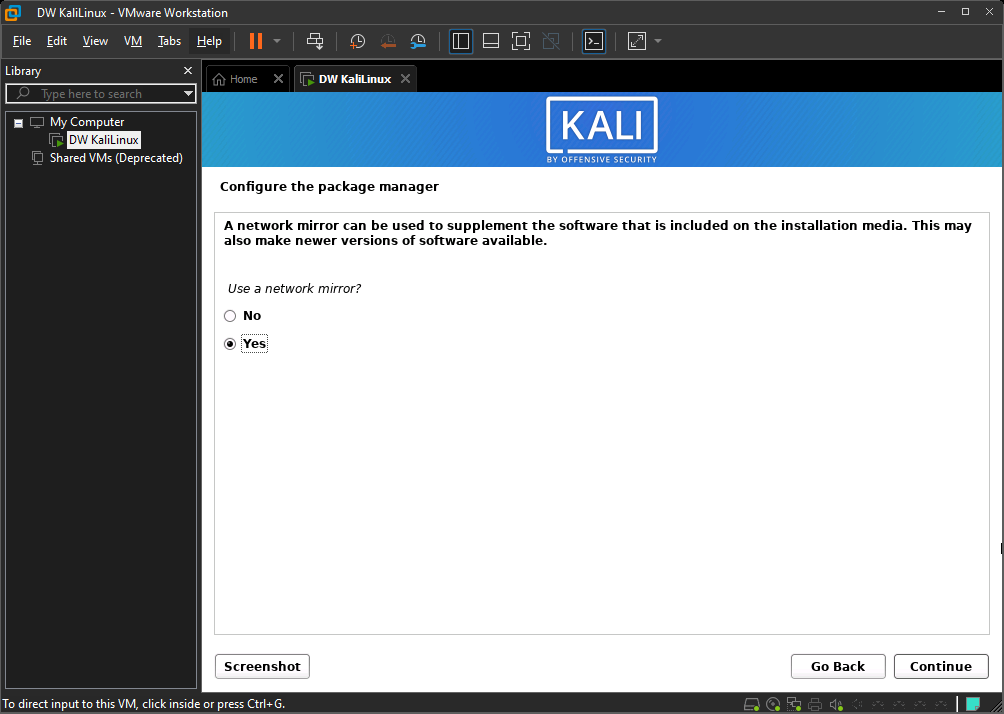 DW KaliLinux - VMware Workstation
File Edit View VM Tabs Help
Library
Type here to search
My Computer
DW KaliLinux
Shared VMs (Deprecated)
Home DW KaliLinux
KALI
BY OFFENSIVE SECURITY
Configure the package manager
A network mirror can be used to supplement the software that is included on the installation media. This may
also make newer versions of software available.
Use a network mirror?
No
Yes
Screenshot Go Back Continue
To direct input to this VM, click inside or press Ctrl+G.